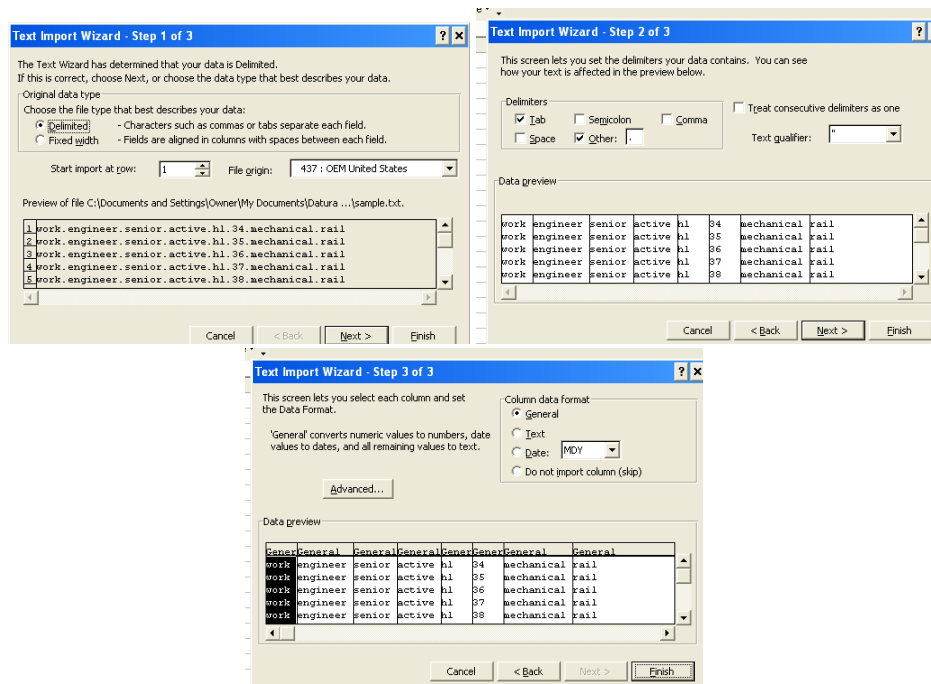 Text Import Wizard - Step 1 of 3
The Text Wizard has determined that your data is Delimited.
If this is correct, choose Next, or choose the data type that best describes your data.
Original data type
Choose the file type that best describes your data:
Delimited - Characters such as commas or tabs separate each field.
Fixed width - Fields are aligned in columns with spaces between each field.
Start import at row: 1 File origin: 437 : OEM United States
Preview of file C:\Documents and Settings\Owner\My Documents\Datura ...\sample.txt.
1 work.engineer.senior.active.hl.34.mechanical.rail
2 work.engineer.senior.active.hl.35.mechanical.rail
3 work.engineer.senior.active.hl.36.mechanical.rail
4 work.engineer.senior.active.hl.37.mechanical.rail
5 work.engineer.senior.active.hl.38.mechanical.rail
Cancel < Back Next > Finish
Text Import Wizard - Step 2 of 3
This screen lets you set the delimiters your data contains. You can see
how your text is affected in the preview below.
Delimiters
Tab Semicolon Comma
Space Other: .
Treat consecutive delimiters as one
Text qualifier: "
Data preview
work engineer senior active hl 34 mechanical rail
work engineer senior active hl 35 mechanical rail
work engineer senior active hl 36 mechanical rail
work engineer senior active hl 37 mechanical rail
work engineer senior active hl 38 mechanical rail
Cancel < Back Next > Finish
Text Import Wizard - Step 3 of 3
This screen lets you select each column and set
the Data Format.
'General' converts numeric values to numbers, date
values to dates, and all remaining values to text.
Advanced...
Column data format
General
Text
Date: MDY
Do not import column (skip)
Data preview
Gener General General General Gener Gener General General
work engineer senior active hl 34 mechanical rail
work engineer senior active hl 35 mechanical rail
work engineer senior active hl 36 mechanical rail
work engineer senior active hl 37 mechanical rail
work engineer senior active hl 38 mechanical rail
Cancel < Back Next > Finish